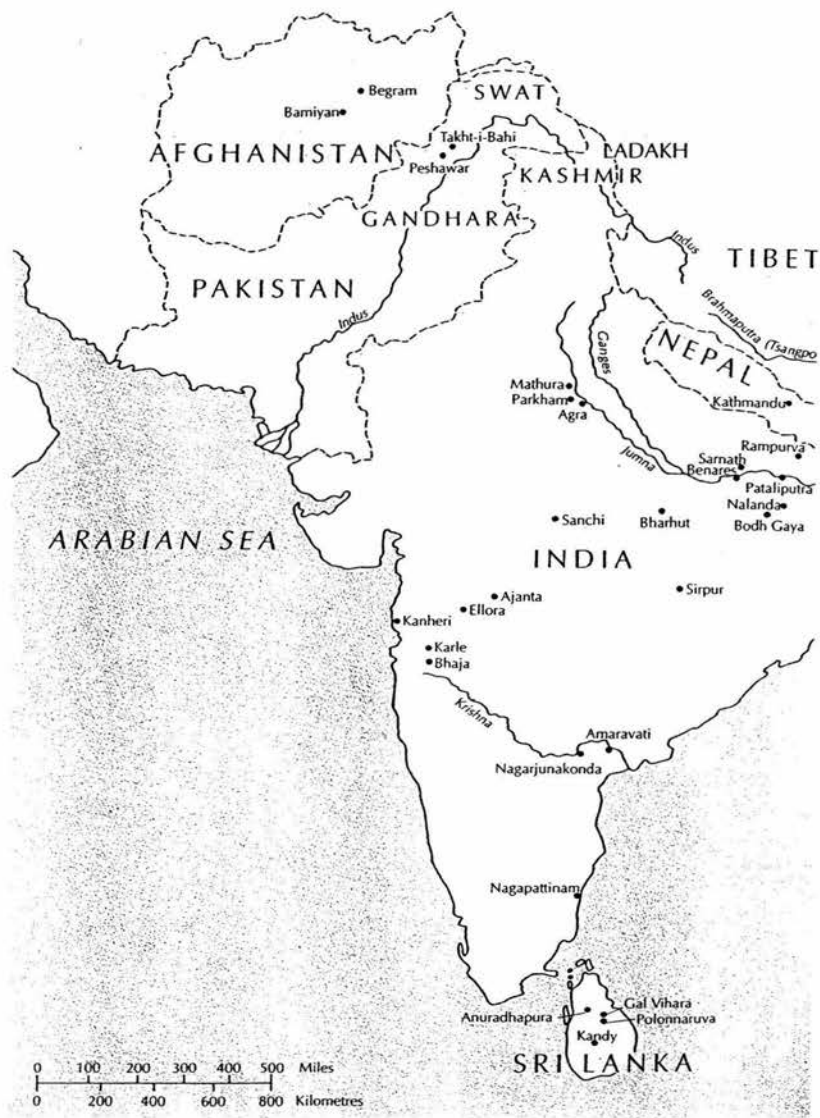 Begram
SWAT
Bamiyan
Takht-i-Bahi
AFGHANISTAN
LADAKH
Peshawar
KASHMIR
GANDHARA
Indus
TIBET
PAKISTAN
Indus
Brahmaputra (Tsangpo
NEPAL
Ganges
Mathura
Parkham
Kathmandu
Agra
Rampurva
Jumna
Sarnath
Benares
Pataliputra
Nalanda
Sanchi
Bharhut
Bodh Gaya
ARABIAN SEA
INDIA
Sirpur
Ajanta
Ellora
Kanheri
Karle
Bhaja
Krishna
Amaravati
Nagarjunakonda
Nagapattinam
Gal Vihara
Anuradhapura
Polonnaruva
Kandy
SRI LANKA
0 100 200 300 400 500 Miles
0 200 400 600 800 Kilometres